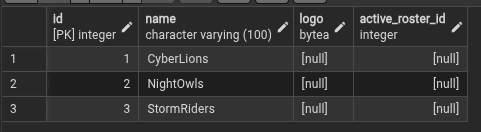 id name logo active_roster_id
[PK] integer character varying (100) bytea integer
1 1 CyberLions [null] [null]
2 2 NightOwls [null] [null]
3 3 StormRiders [null] [null]